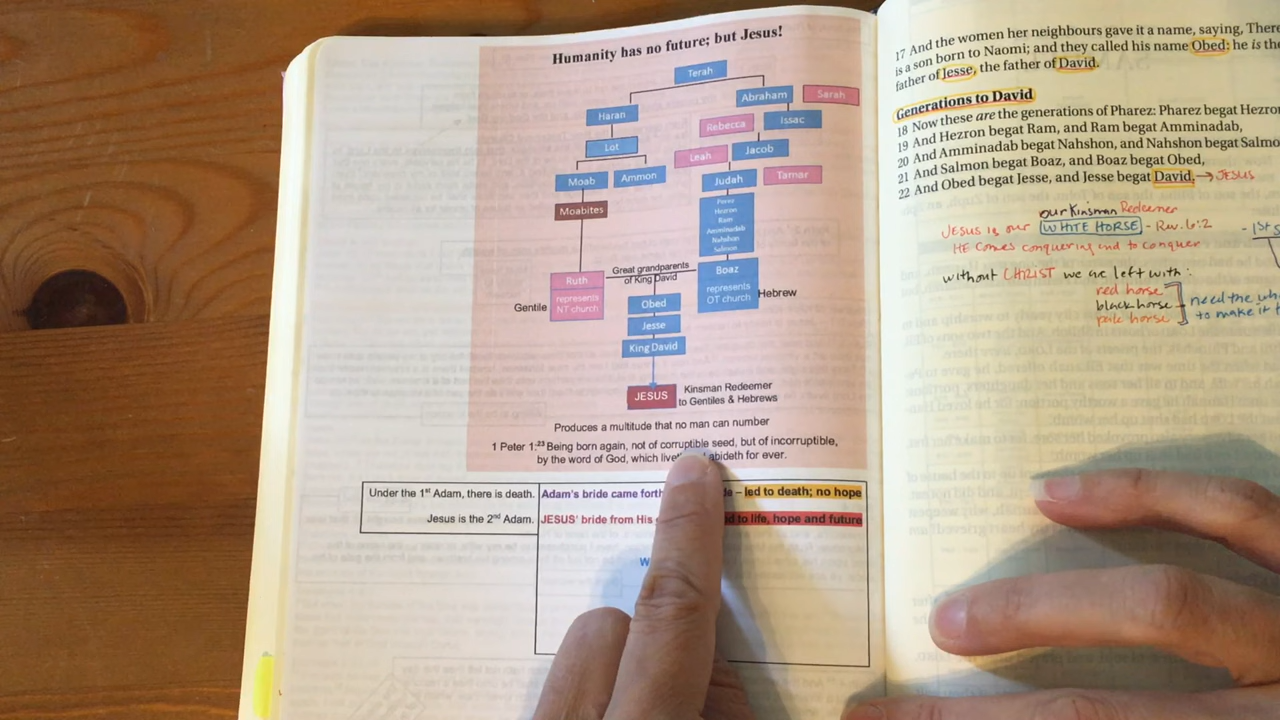 Humanity has no future; but Jesus!
Terah
Haran
Abraham
Sarah
Rebecca
Issac
Lot
Leah
Jacob
Moab
Ammon
Judah
Tamar
Moabites
Perez
Hezron
Ram
Amminadab
Nahshon
Salmon
Great grandparents
of King David
Ruth
represents
NT church
Gentile
Boaz
represents
OT church
Hebrew
Obed
Jesse
King David
JESUS
Kinsman Redeemer
to Gentiles & Hebrews
Produces a multitude that no man can number
1 Peter 1:23 Being born again, not of corruptible seed, but of incorruptible,
by the word of God, which abideth for ever.
Under the 1st Adam, there is death. Adam's bride came forth – led to death; no hope
Jesus is the 2nd Adam. JESUS' bride from His to life, hope and future
17 And the women her neighbours gave it a name, saying, There
is a son born to Naomi; and they called his name Obed: he is the
father of Jesse, the father of David.
Generations to David
18 Now these are the generations of Pharez: Pharez begat Hezron
19 And Hezron begat Ram, and Ram begat Amminadab,
20 And Amminadab begat Nahshon, and Nahshon begat Salmo
21 And Salmon begat Boaz, and Boaz begat Obed,
22 And Obed begat Jesse, and Jesse begat David. → JESUS
our Kinsman Redeemer
JESUS is our WHITE HORSE - Rev. 6:2
HE comes conquering and to conquer
without CHRIST we are left with:
red horse
black horse
pale horse
need the wh
to make it t